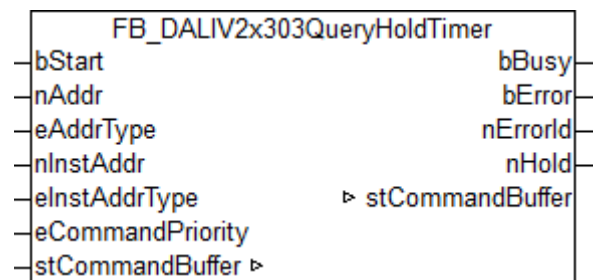 FB_DALIV2x303QueryHoldTimer
bStart bBusy
nAddr bError
eAddrType nErrorId
nInstAddr nHold
eInstAddrType ▹ stCommandBuffer
eCommandPriority
stCommandBuffer ▹